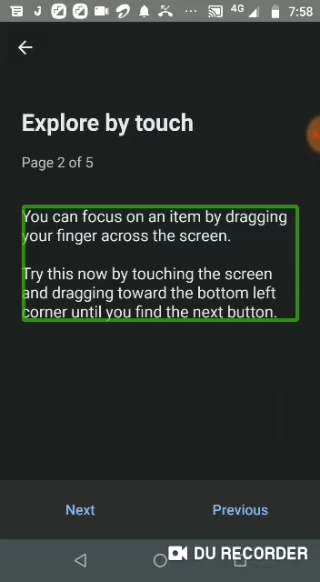 4G 7:58
Explore by touch
Page 2 of 5
You can focus on an item by dragging
your finger across the screen.
Try this now by touching the screen
and dragging toward the bottom left
corner until you find the next button.
Next Previous
DU RECORDER